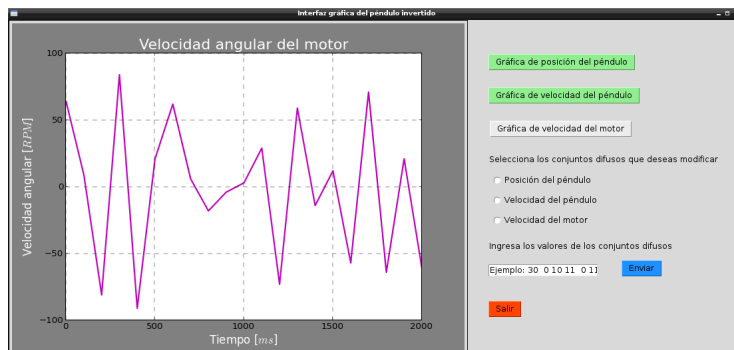 Interfaz gráfica del péndulo invertido
Velocidad angular del motor
Velocidad angular [RPM]
100
50
0
−50
−100
0
500
1000
1500
2000
Tiempo [ms]
Gráfica de posición del péndulo
Gráfica de velocidad del péndulo
Gráfica de velocidad del motor
Selecciona los conjuntos difusos que deseas modificar
Posición del péndulo
Velocidad del péndulo
Velocidad del motor
Ingresa los valores de los conjuntos difusos
Ejemplo: 30 0 10 11 0 11
Enviar
Salir